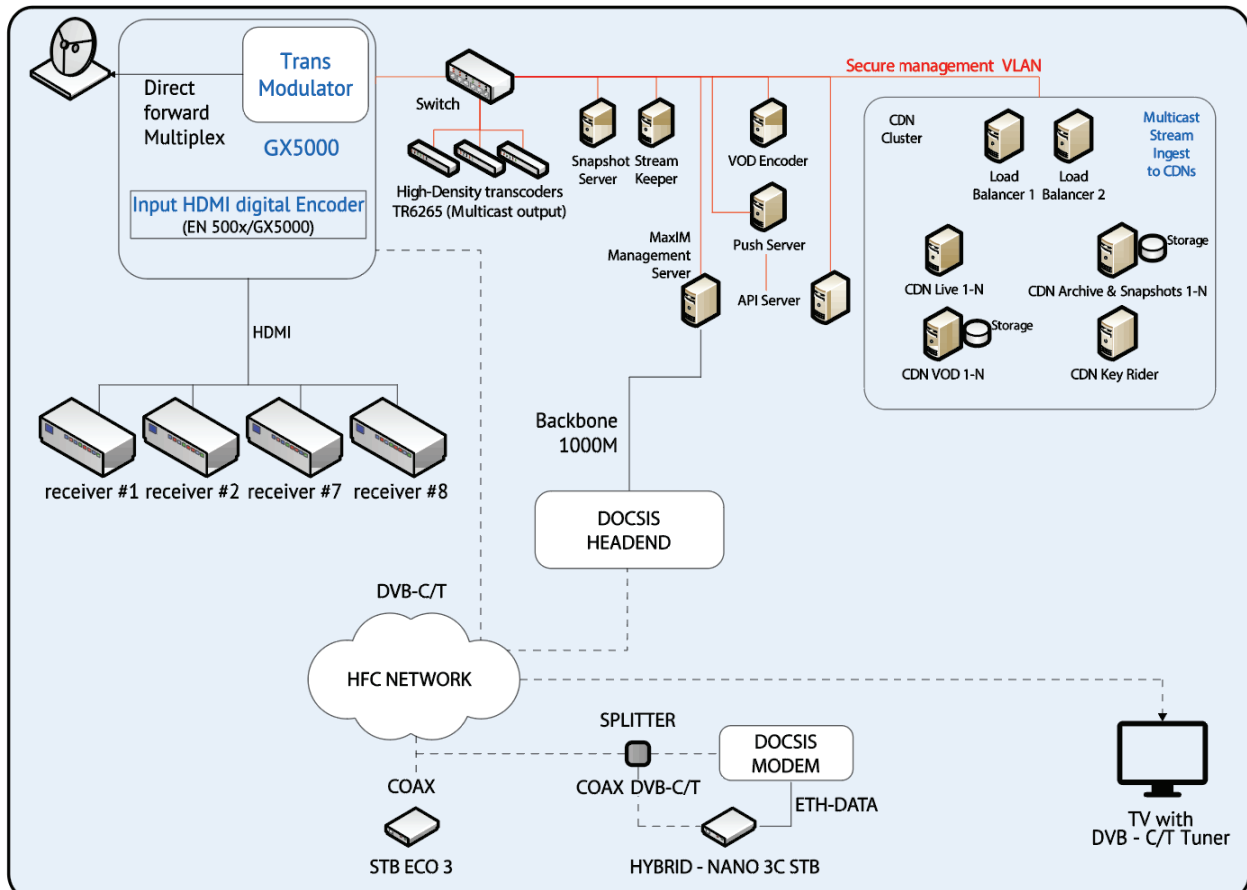 Trans
Modulator
Direct
forward
Multiplex
GX5000
Input HDMI digital Encoder
(EN 500x/GX5000)
HDMI
receiver #1
receiver #2
receiver #7
receiver #8
Switch
High-Density transcoders
TR6265 (Multicast output)
Snapshot
Server
Stream
Keeper
VOD Encoder
Push Server
API Server
MaxIM
Management
Server
Secure management VLAN
CDN
Cluster
Multicast
Stream
Ingest
to CDNs
Load
Balancer 1
Load
Balancer 2
CDN Live 1-N
Storage
CDN Archive & Snapshots 1-N
Storage
CDN VOD 1-N
CDN Key Rider
Backbone
1000M
DOCSIS
HEADEND
DVB-C/T
HFC NETWORK
SPLITTER
DOCSIS
MODEM
COAX
COAX DVB-C/T
ETH-DATA
STB ECO 3
HYBRID - NANO 3C STB
TV with
DVB - C/T Tuner